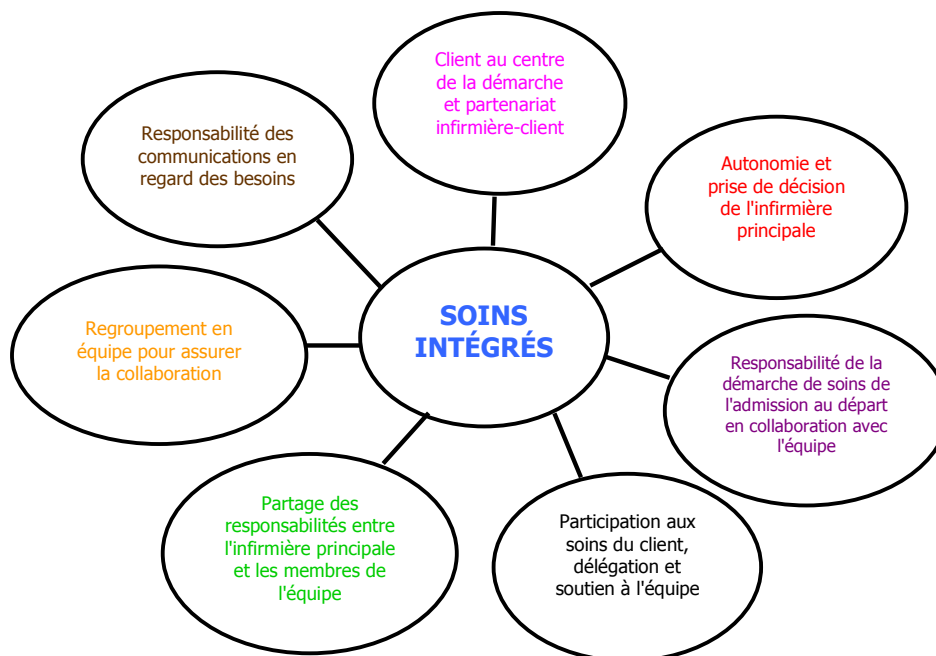 Client au centre
de la démarche
et partenariat
infirmière-client
Responsabilité des
communications en
regard des besoins
Autonomie et
prise de décision
de l'infirmière
principale
SOINS
INTÉGRÉS
Regroupement en
équipe pour assurer
la collaboration
Responsabilité de la
démarche de soins de
l'admission au départ
en collaboration avec
l'équipe
Partage des
responsabilités entre
l'infirmière principale
et les membres de
l'équipe
Participation aux
soins du client,
délégation et
soutien à l'équipe